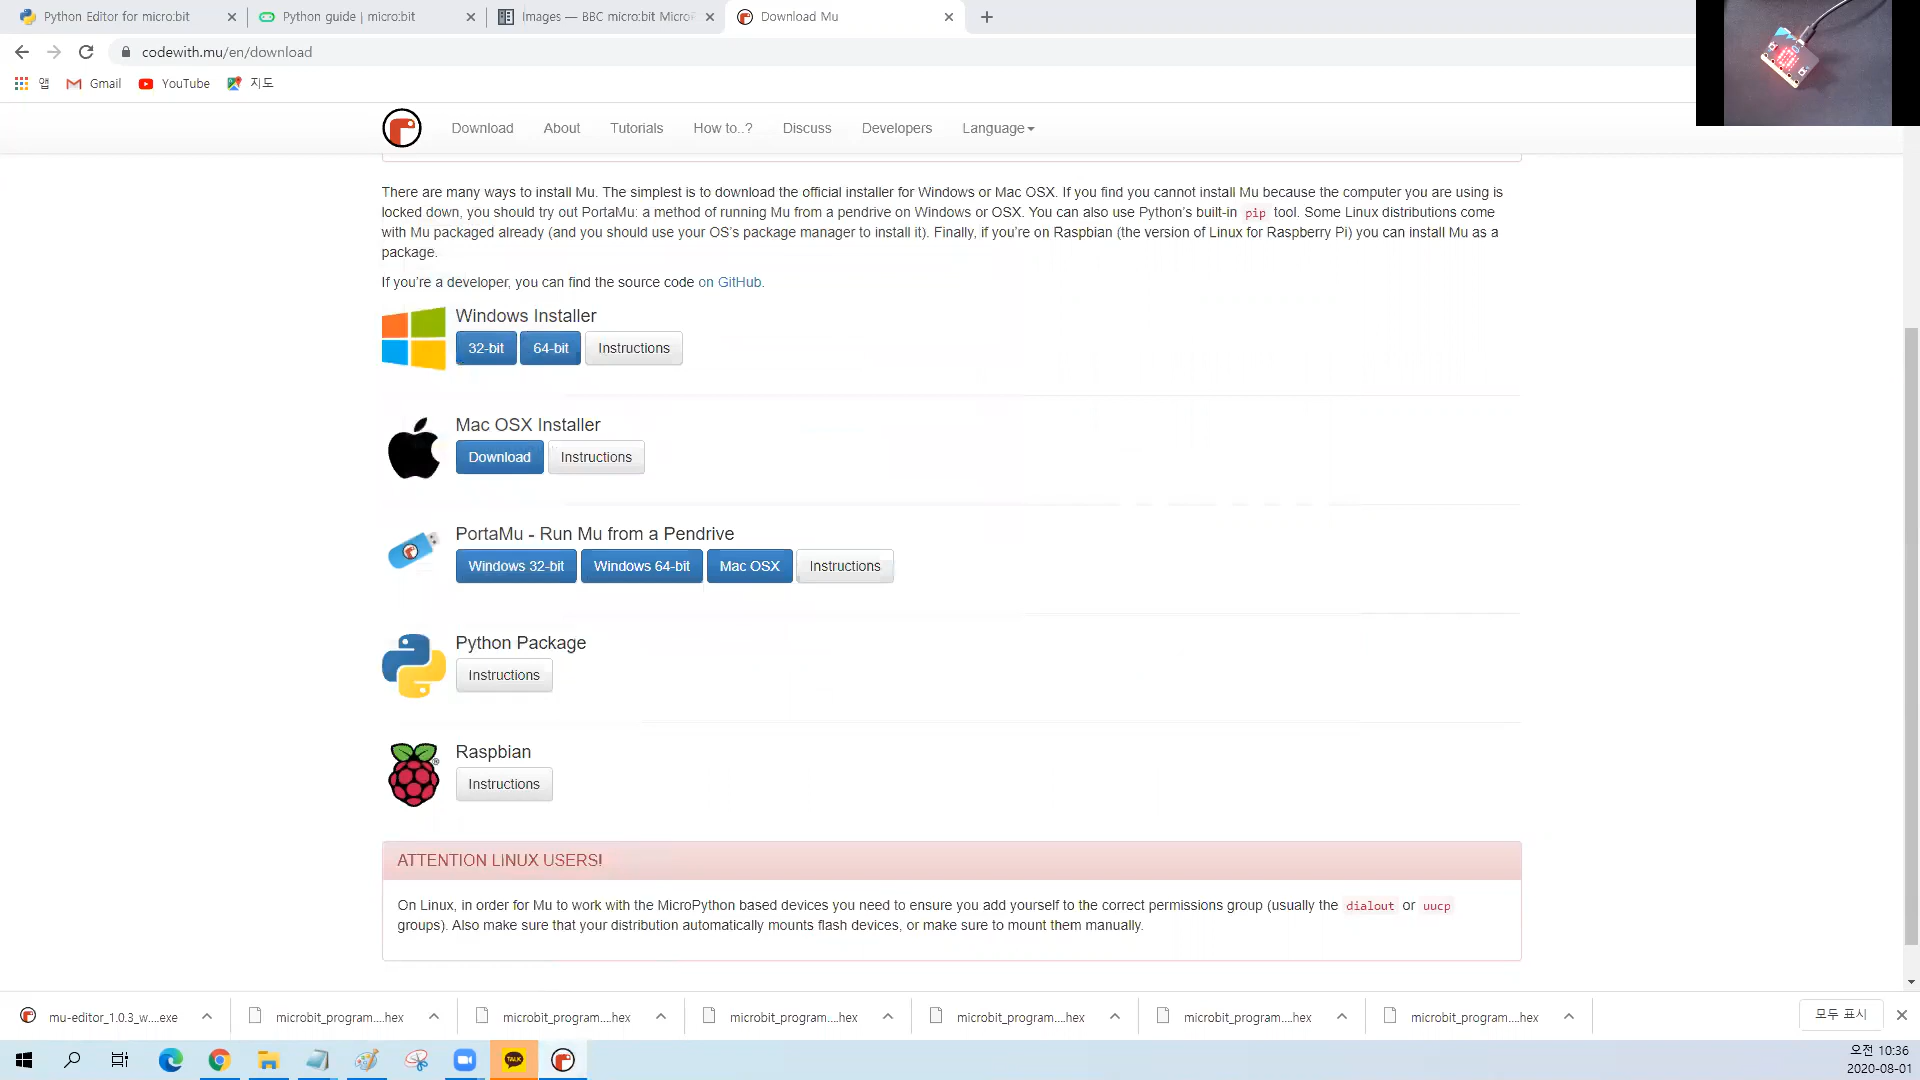 Python Editor for micro:bit
Python guide | micro:bit
Images — BBC micro:bit MicroP
Download Mu
codewith.mu/en/download
앱
Gmail
YouTube
지도
Download
About
Tutorials
How to..?
Discuss
Developers
Language
There are many ways to install Mu. The simplest is to download the official installer for Windows or Mac OSX. If you find you cannot install Mu because the computer you are using is
locked down, you should try out PortaMu: a method of running Mu from a pendrive on Windows or OSX. You can also use Python's built-in pip tool. Some Linux distributions come
with Mu packaged already (and you should use your OS's package manager to install it). Finally, if you're on Raspbian (the version of Linux for Raspberry Pi) you can install Mu as a
package.
If you're a developer, you can find the source code on GitHub.
Windows Installer
32-bit
64-bit
Instructions
Mac OSX Installer
Download
Instructions
PortaMu - Run Mu from a Pendrive
Windows 32-bit
Windows 64-bit
Mac OSX
Instructions
Python Package
Instructions
Raspbian
Instructions
ATTENTION LINUX USERS!
On Linux, in order for Mu to work with the MicroPython based devices you need to ensure you add yourself to the correct permissions group (usually the dialout or uucp
groups). Also make sure that your distribution automatically mounts flash devices, or make sure to mount them manually.
mu-editor_1.0.3_w....exe
microbit_program....hex
microbit_program....hex
microbit_program....hex
microbit_program....hex
microbit_program....hex
microbit_program....hex
모두 표시
TALK
오전 10:36
2020-08-01